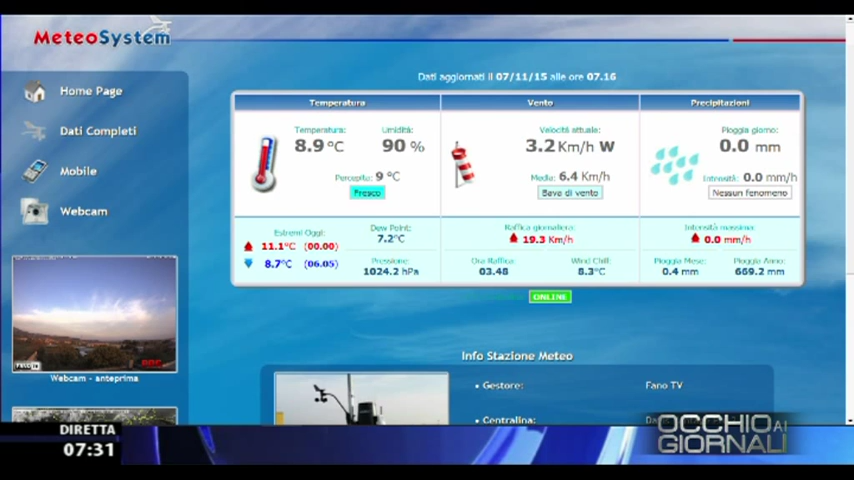 MeteoSystem
Home Page
Dati Completi
Mobile
Webcam
Webcam - anteprima
Dati aggiornati il 07/11/15 alle ore 07.16
Temperatura
Vento
Precipitazioni
Temperatura:
Umidità:
8.9 °C
90 %
Percepita: 9 °C
Fresco
Velocità attuale:
3.2 Km/h W
Media: 6.4 Km/h
Bava di vento
Pioggia giorno:
0.0 mm
Intensità: 0.0 mm/h
Nessun fenomeno
Estremi Oggi:
11.1°C (00.00)
8.7°C (06.05)
Dew Point:
7.2°C
Pressione:
1024.2 hPa
Raffica giornaliera:
19.3 Km/h
Ora Raffica:
03.48
Wind Chill:
8.3°C
Intensità massima:
0.0 mm/h
Pioggia Mese:
0.4 mm
Pioggia Anno:
669.2 mm
ONLINE
Info Stazione Meteo
• Gestore:
Fano TV
• Centralina:
DIRETTA
07:31
OCCHIO AI
GIORNALI